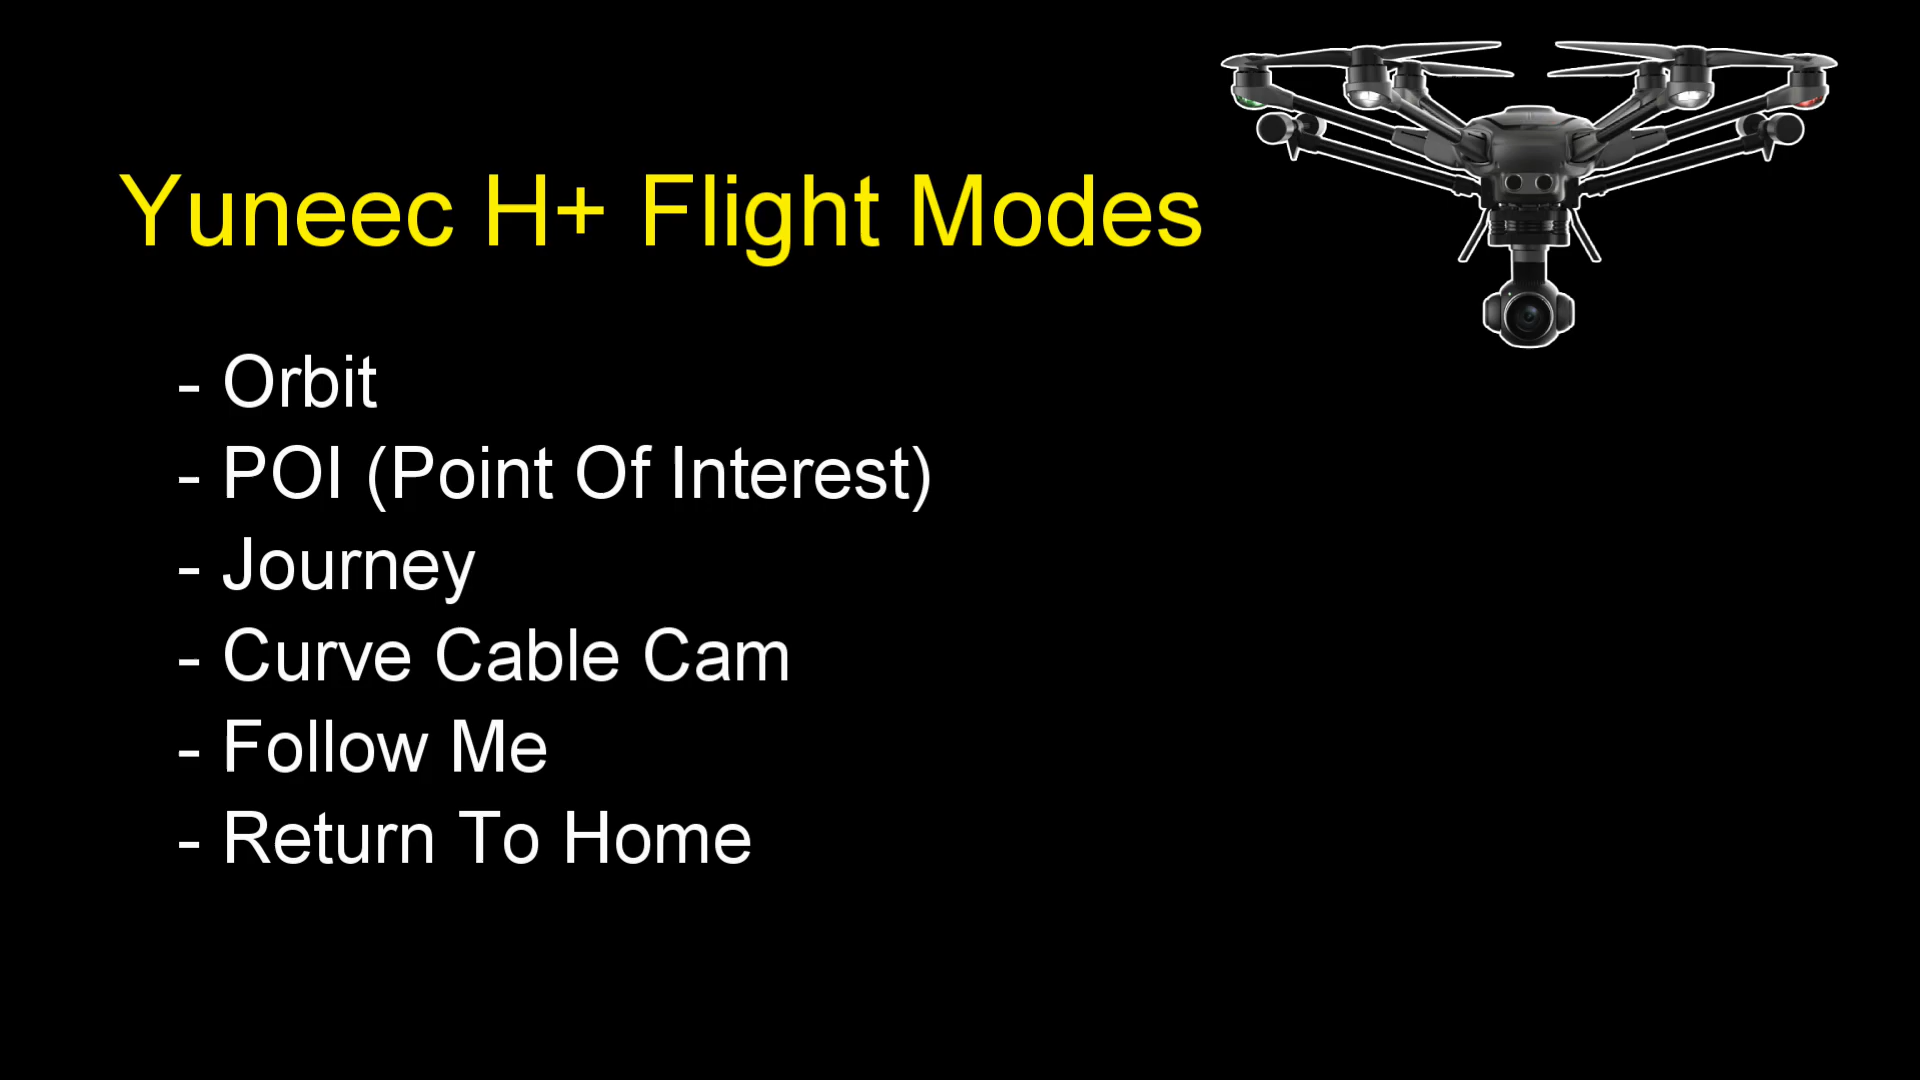 Yuneec H+ Flight Modes
- Orbit
- POI (Point Of Interest)
- Journey
- Curve Cable Cam
- Follow Me
- Return To Home